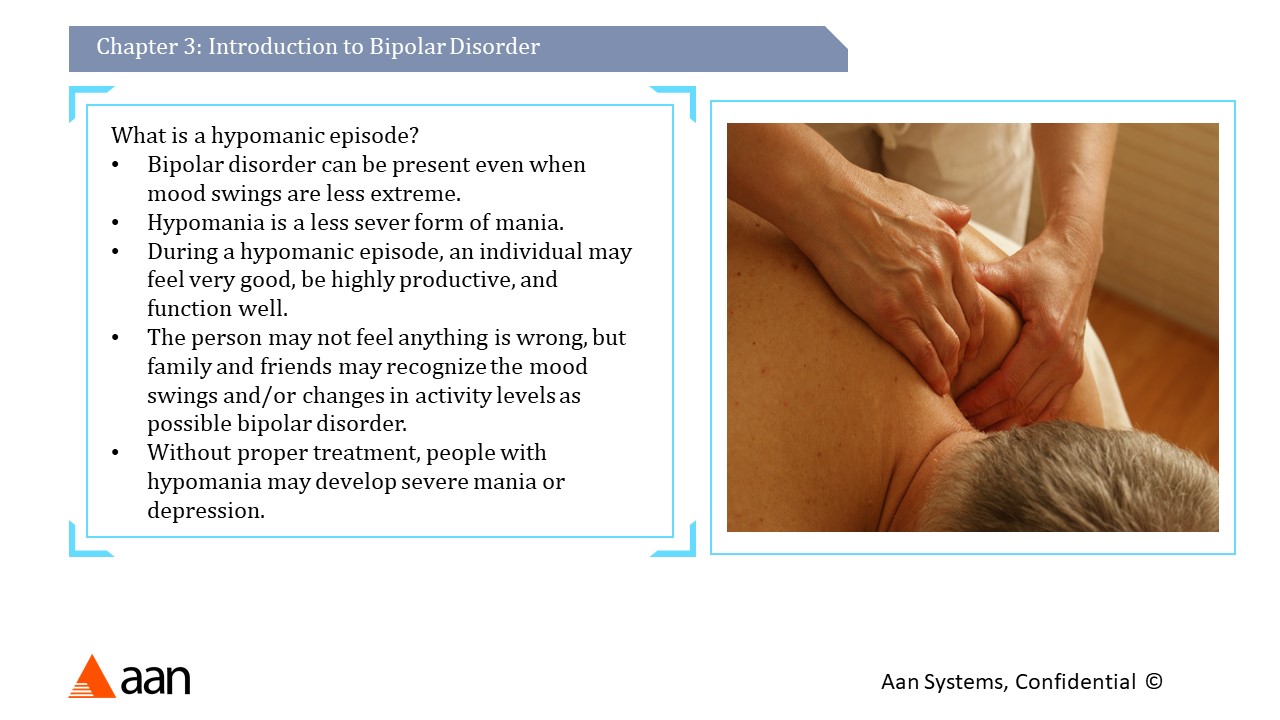 Chapter 3: Introduction to Bipolar Disorder
What is a hypomanic episode?
• Bipolar disorder can be present even when
mood swings are less extreme.
• Hypomania is a less sever form of mania.
• During a hypomanic episode, an individual may
feel very good, be highly productive, and
function well.
• The person may not feel anything is wrong, but
family and friends may recognize the mood
swings and/or changes in activity levels as
possible bipolar disorder.
• Without proper treatment, people with
hypomania may develop severe mania or
depression.
aan
Aan Systems, Confidential ©